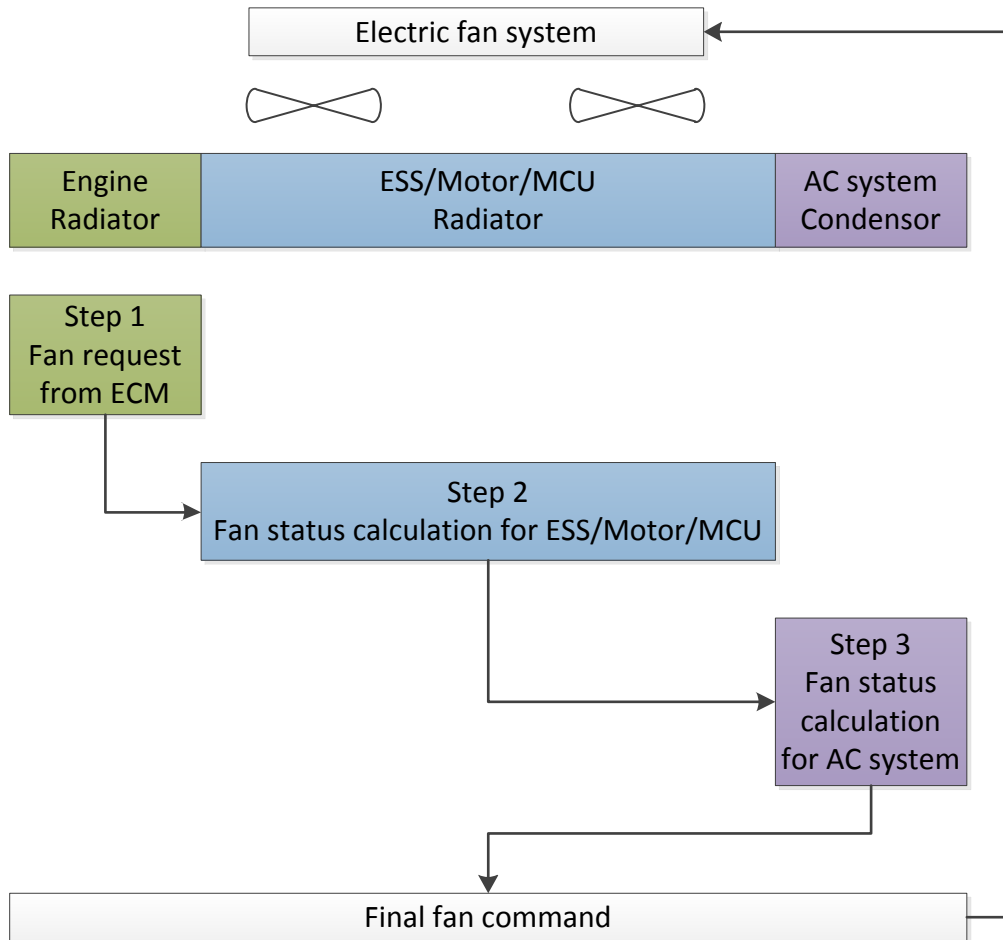 Electric fan system
Engine
Radiator
ESS/Motor/MCU
Radiator
AC system
Condensor
Step 1
Fan request
from ECM
Step 2
Fan status calculation for ESS/Motor/MCU
Step 3
Fan status
calculation
for AC system
Final fan command